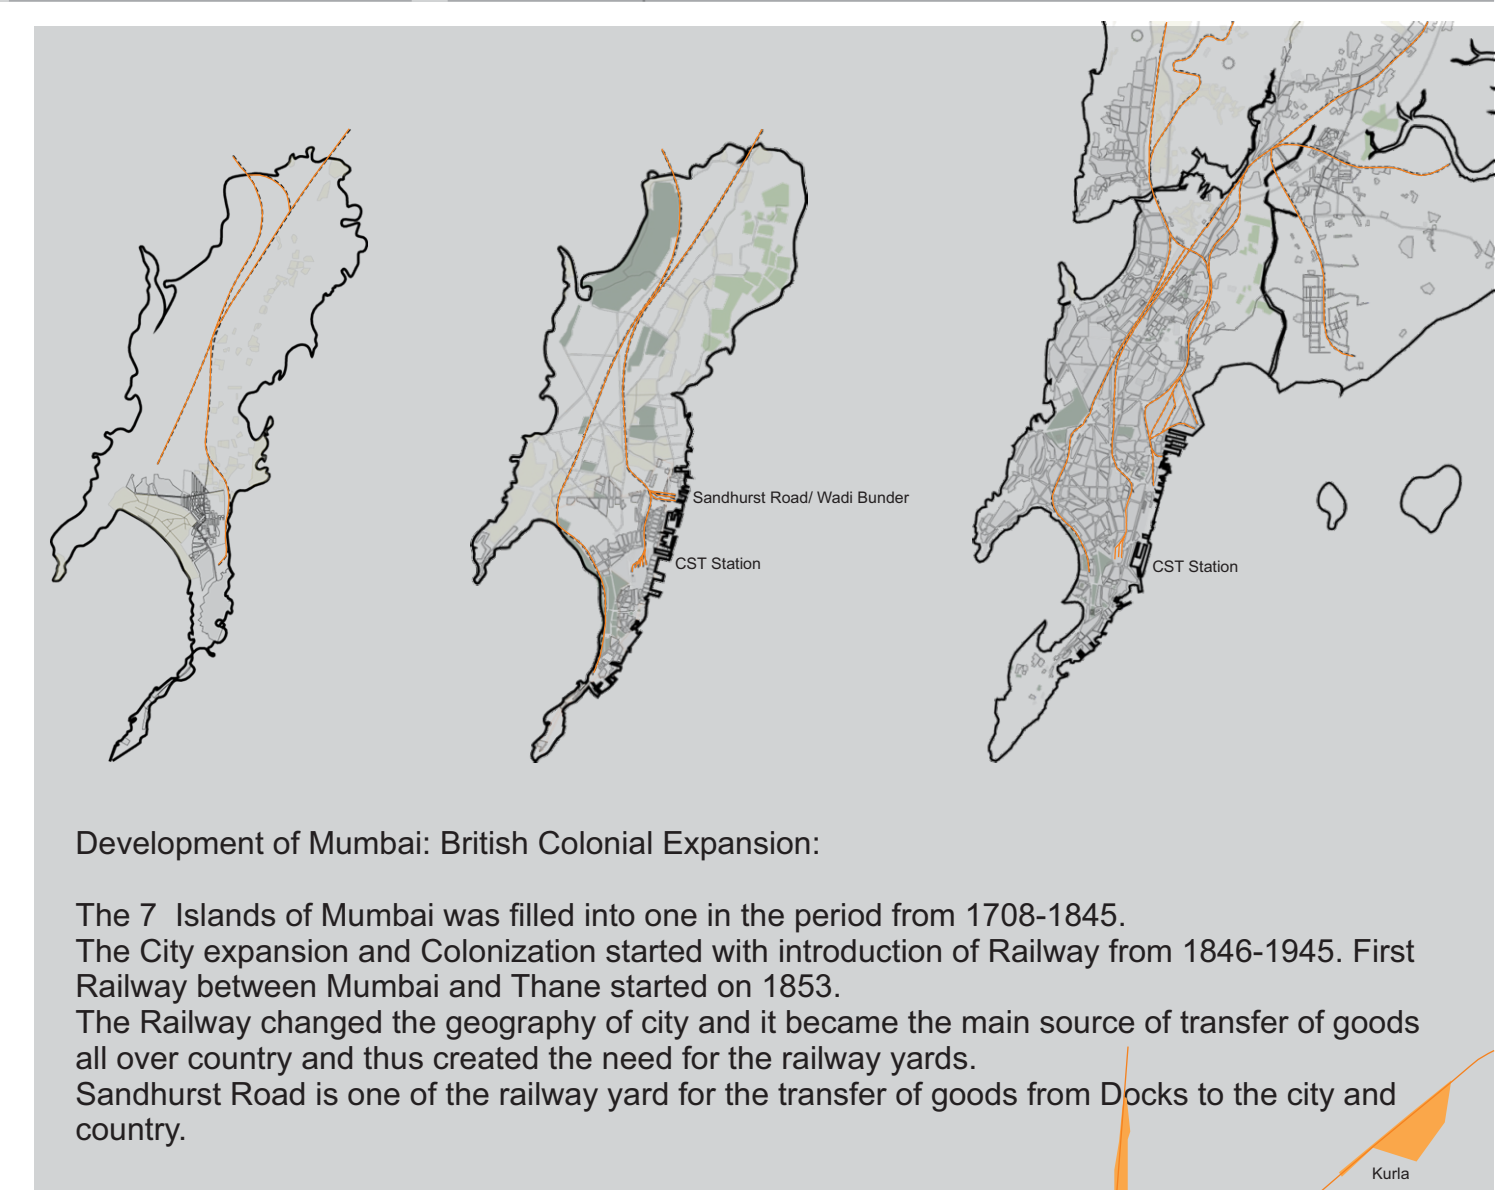 Sandhurst Road/ Wadi Bunder
CST Station
CST Station
Development of Mumbai: British Colonial Expansion:
The 7 Islands of Mumbai was filled into one in the period from 1708-1845.
The City expansion and Colonization started with introduction of Railway from 1846-1945. First
Railway between Mumbai and Thane started on 1853.
The Railway changed the geography of city and it became the main source of transfer of goods
all over country and thus created the need for the railway yards.
Sandhurst Road is one of the railway yard for the transfer of goods from Docks to the city and
country.
Kurla